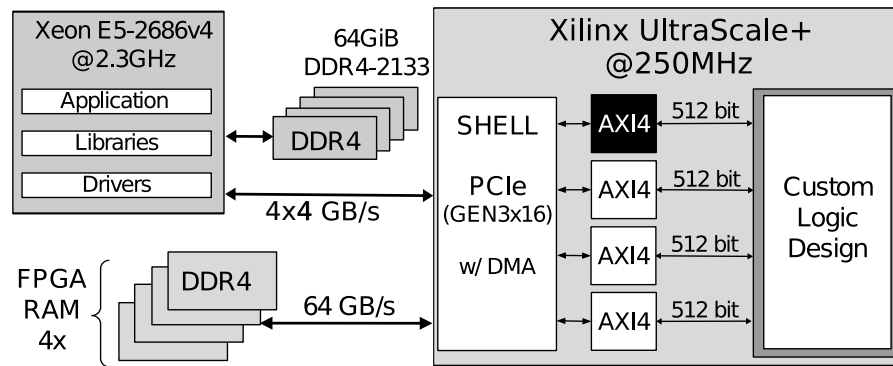 Xeon E5-2686v4
@2.3GHz
Application
Libraries
Drivers
64GiB
DDR4-2133
DDR4
4x4 GB/s
FPGA
RAM
4x
DDR4
64 GB/s
Xilinx UltraScale+
@250MHz
SHELL
PCIe
(GEN3x16)
w/ DMA
AXI4
512 bit
AXI4
512 bit
AXI4
512 bit
AXI4
512 bit
Custom
Logic
Design